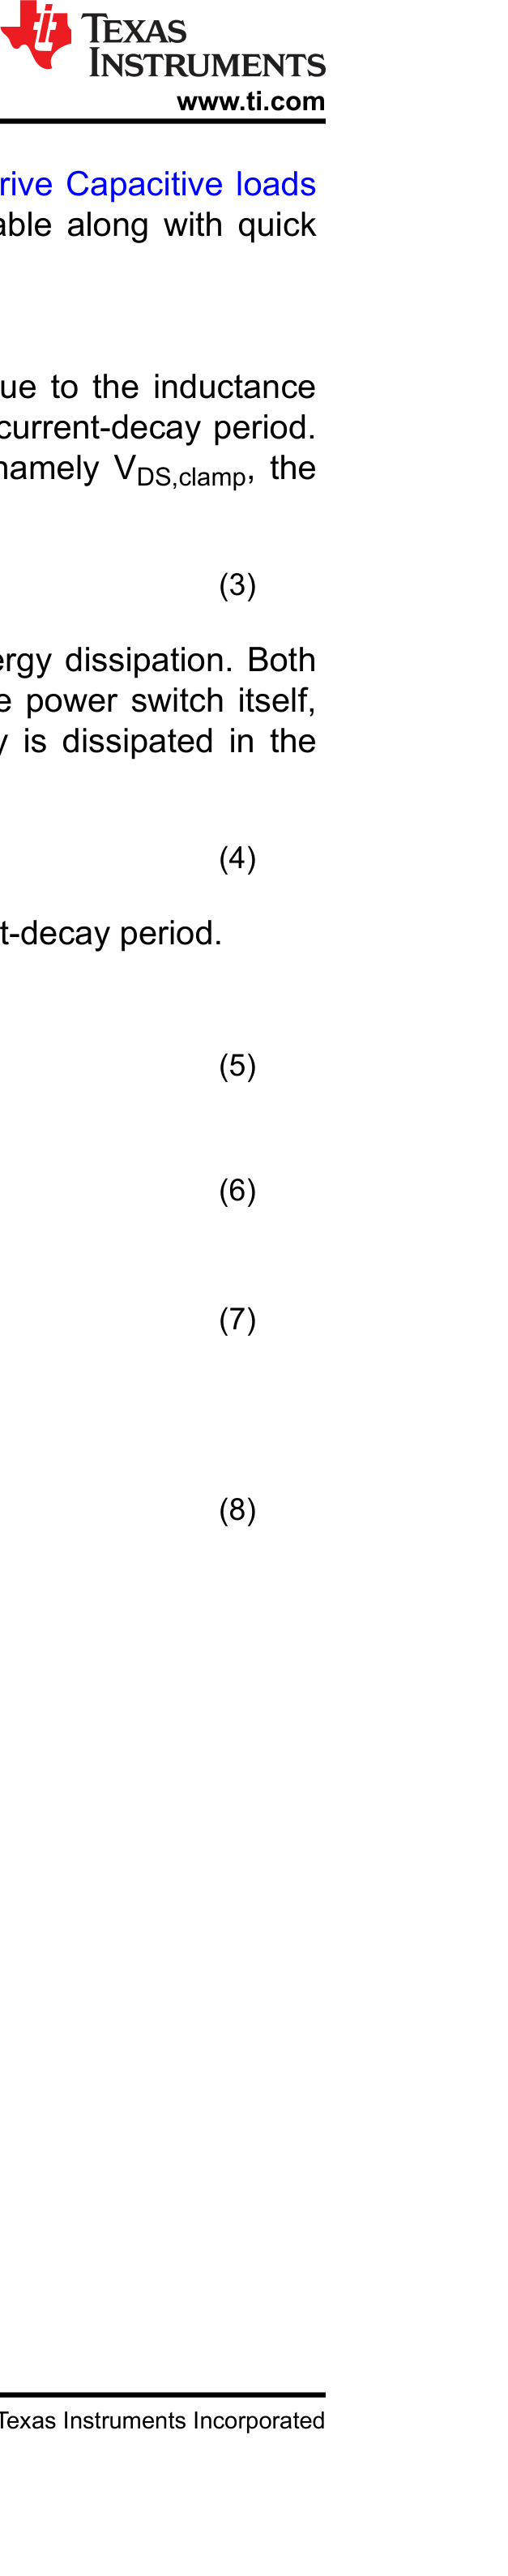 TEXAS
INSTRUMENTS
www.ti.com
rive Capacitive loads
able along with quick
ue to the inductance
current-decay period.
namely VDS,clamp, the
(3)
ergy dissipation. Both
e power switch itself,
y is dissipated in the
(4)
t-decay period.
(5)
(6)
(7)
(8)
Texas Instruments Incorporated